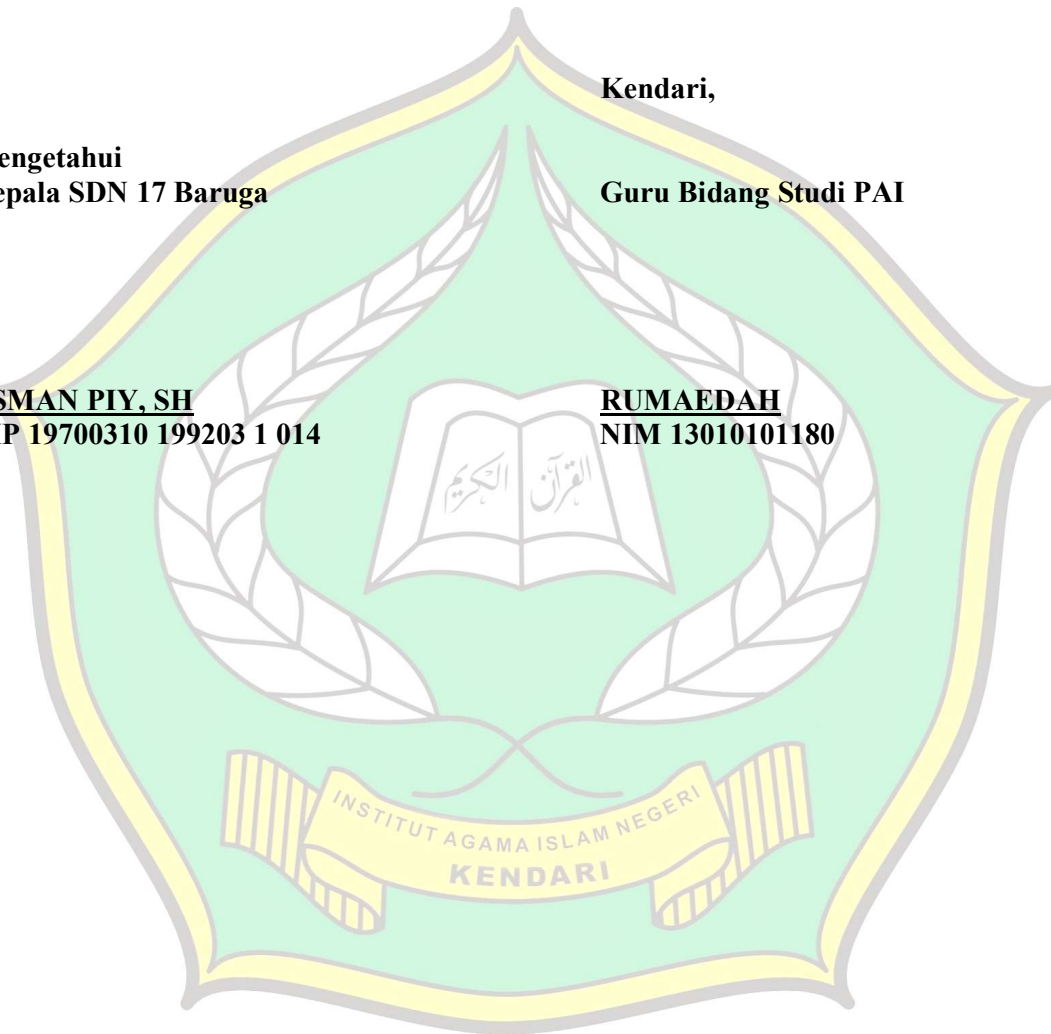 Kendari,
engetahui
epala SDN 17 Baruga
Guru Bidang Studi PAI
SMAN PIY, SH
RUMAEDAH
IP 19700310 199203 1 014
NIM 13010101180
القرآن الكريم
INSTITUT AGAMA ISLAM NEGERI
KENDARI